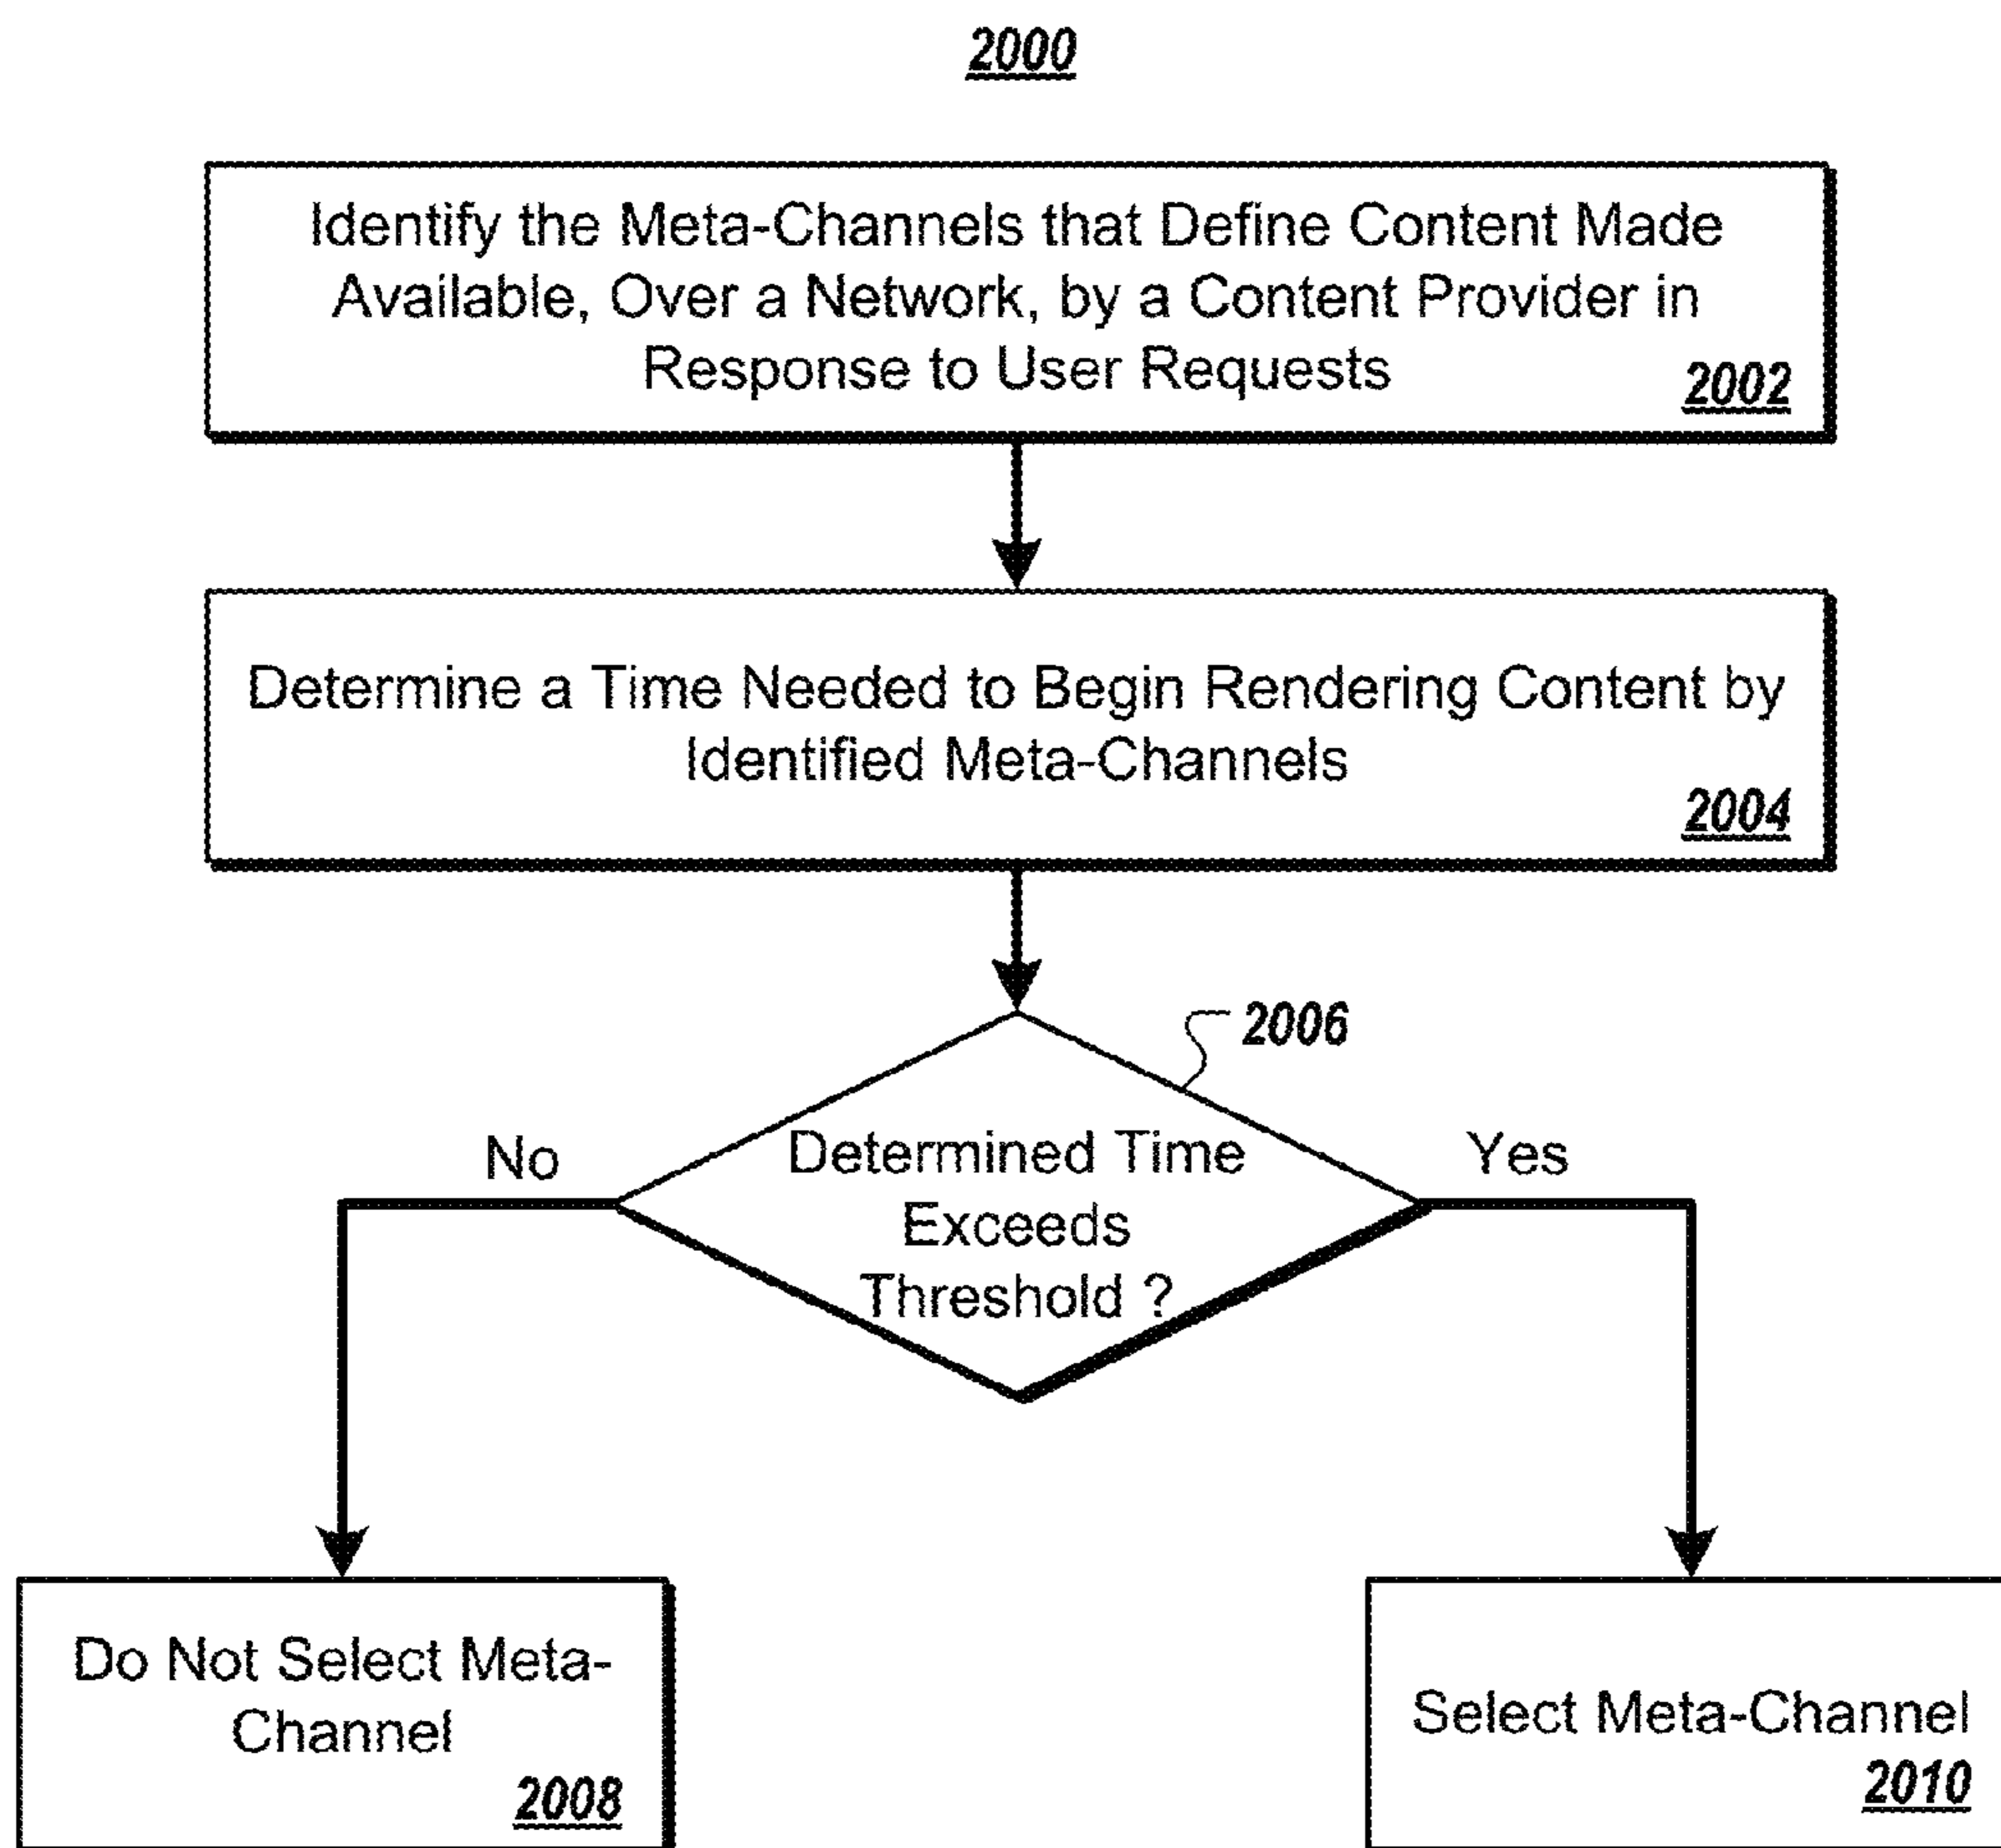 2000
Identify the Meta-Channels that Define Content Made
Available, Over a Network, by a Content Provider in
Response to User Requests
2002
Determine a Time Needed to Begin Rendering Content by
Identified Meta-Channels
2004
2006
No
Determined Time
Exceeds
Threshold ?
Yes
Do Not Select Meta-
Channel
2008
Select Meta-Channel
2010